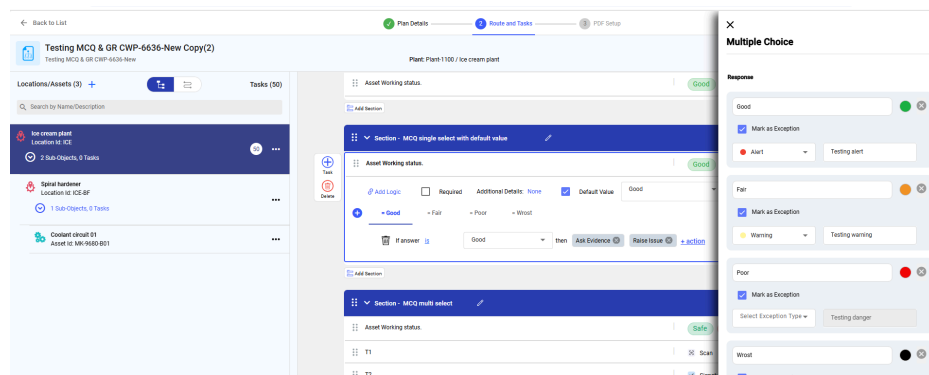 Back to List
Plan Details
2 Route and Tasks
3 PDF Setup
Testing MCQ & GR CWP-6636-New Copy(2)
Testing MCQ & GR CWP-6636-New
Plant: Plant-1100 / Ice cream plant
Locations/Assets (3) +
Tasks (50)
Search by Name/Description
Ice cream plant
Location Id: ICE
2 Sub-Objects, 0 Tasks
50
Spiral hardener
Location Id: ICE-BF
1 Sub-Objects, 0 Tasks
Coolant circuit 01
Asset Id: MK-9680-B01
Task
Delete
Asset Working status.
Good
Add Section
Section - MCQ single select with default value
Asset Working status.
Good
Add Logic
Required
Additional Details: None
Default Value
Good
= Good
= Fair
= Poor
= Wrost
If answer is
Good
then
Ask Evidence
Raise Issue
+ action
Add Section
Section - MCQ multi select
Asset Working status.
Safe
T1
Scan
T2
Multiple Choice
Response
Good
Mark as Exception
Alert
Testing alert
Fair
Mark as Exception
Warning
Testing warning
Poor
Mark as Exception
Select Exception Type
Testing danger
Wrost